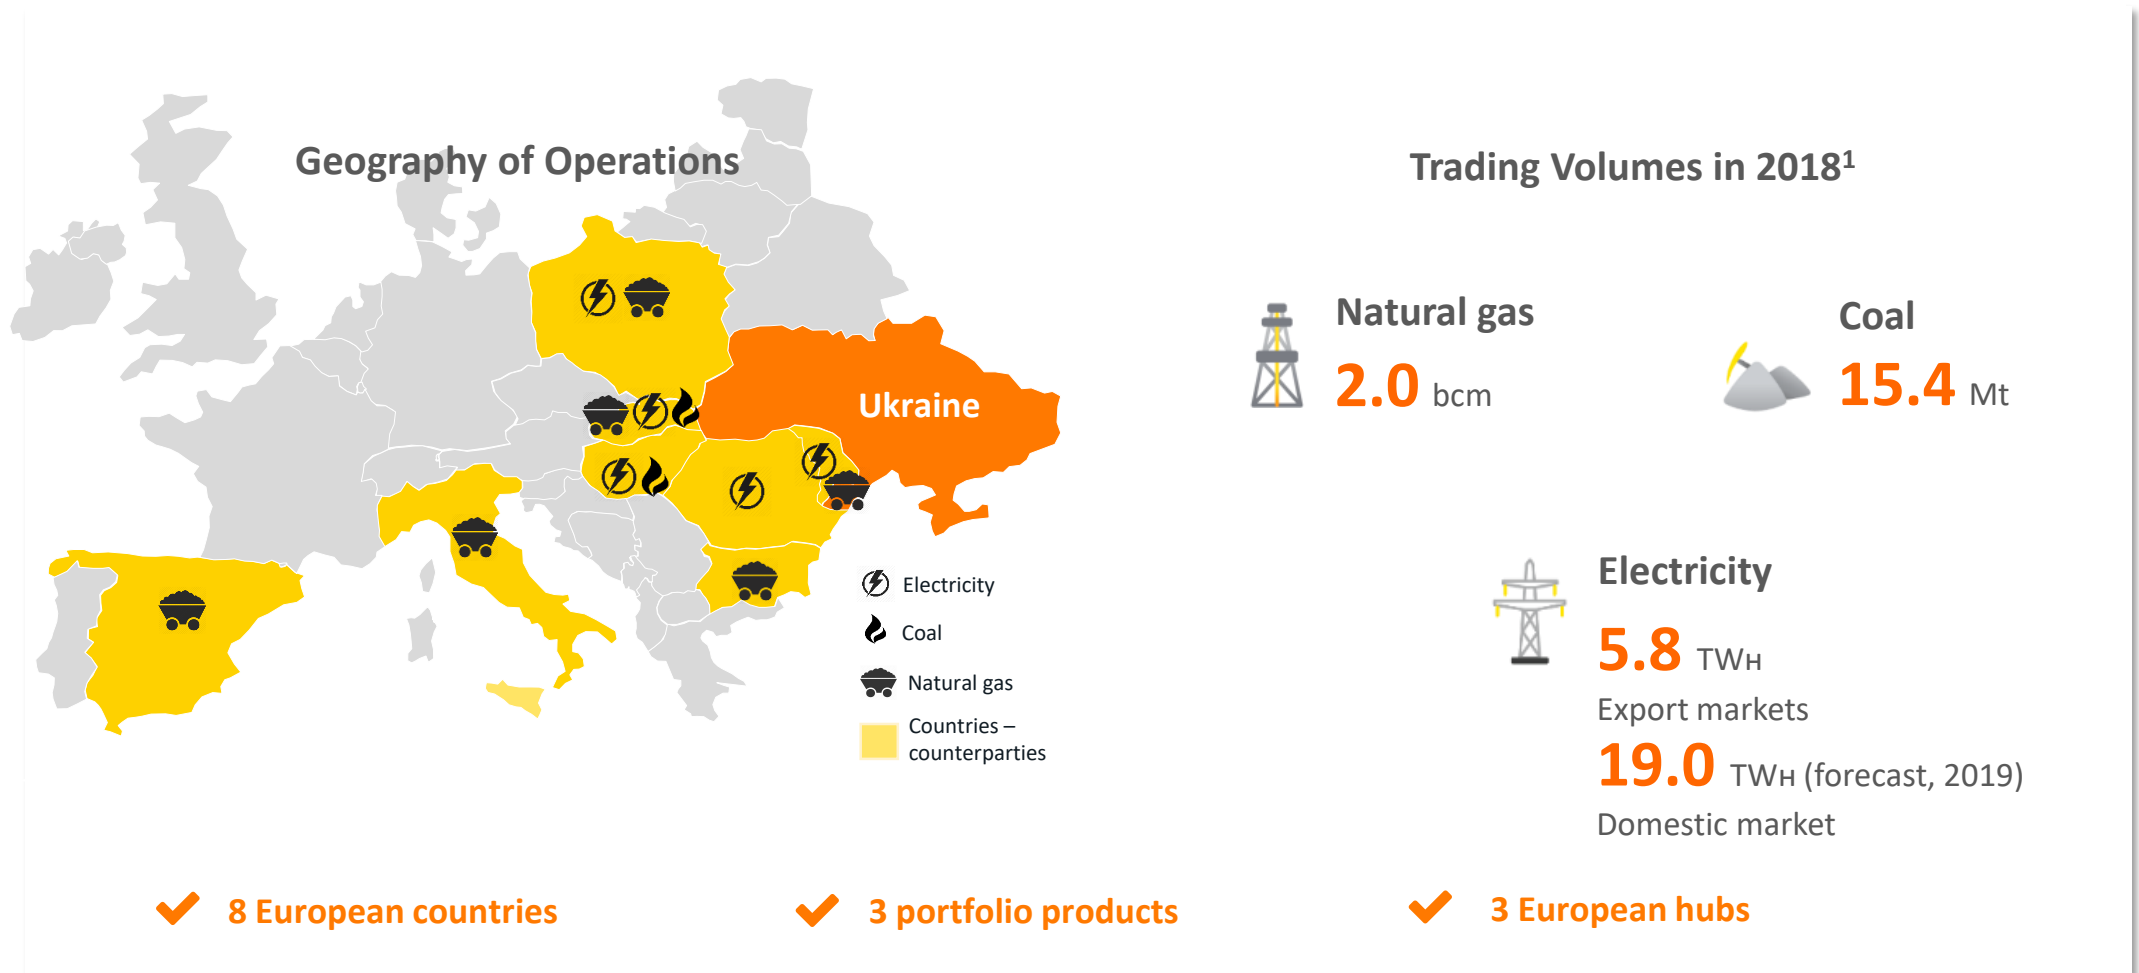 Geography of Operations
Ukraine
Electricity
Coal
Natural gas
Countries –
counterparties
Trading Volumes in 2018¹
Natural gas
2.0 bcm
Coal
15.4 Mt
Electricity
5.8 TWH
Export markets
19.0 TWH (forecast, 2019)
Domestic market
8 European countries
3 portfolio products
3 European hubs